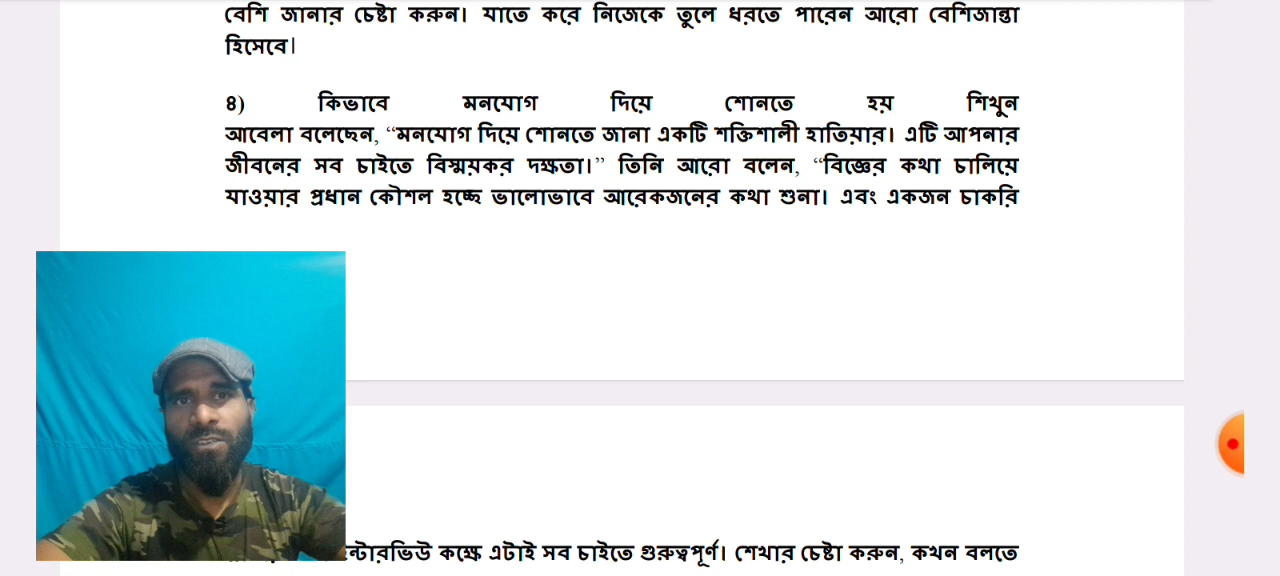 বেশি জানার চেষ্টা করুন। যাতে করে নিজেকে তুলে ধরতে পারেন আরো বেশিজান্তা
হিসেবে।
৪) কিভাবে মনযোগ দিয়ে শোনতে হয় শিখুন
আবেলা বলেছেন, “মনযোগ দিয়ে শোনতে জানা একটি শক্তিশালী হাতিয়ার। এটি আপনার
জীবনের সব চাইতে বিস্ময়কর দক্ষতা।” তিনি আরো বলেন, “বিজ্ঞের কথা চালিয়ে
যাওয়ার প্রধান কৌশল হচ্ছে ভালোভাবে আরেকজনের কথা শুনা। এবং একজন চাকরি
কক্ষে এটাই সব চাইতে গুরুত্বপূর্ণ। শেখার চেষ্টা করুন, কখন বলতে